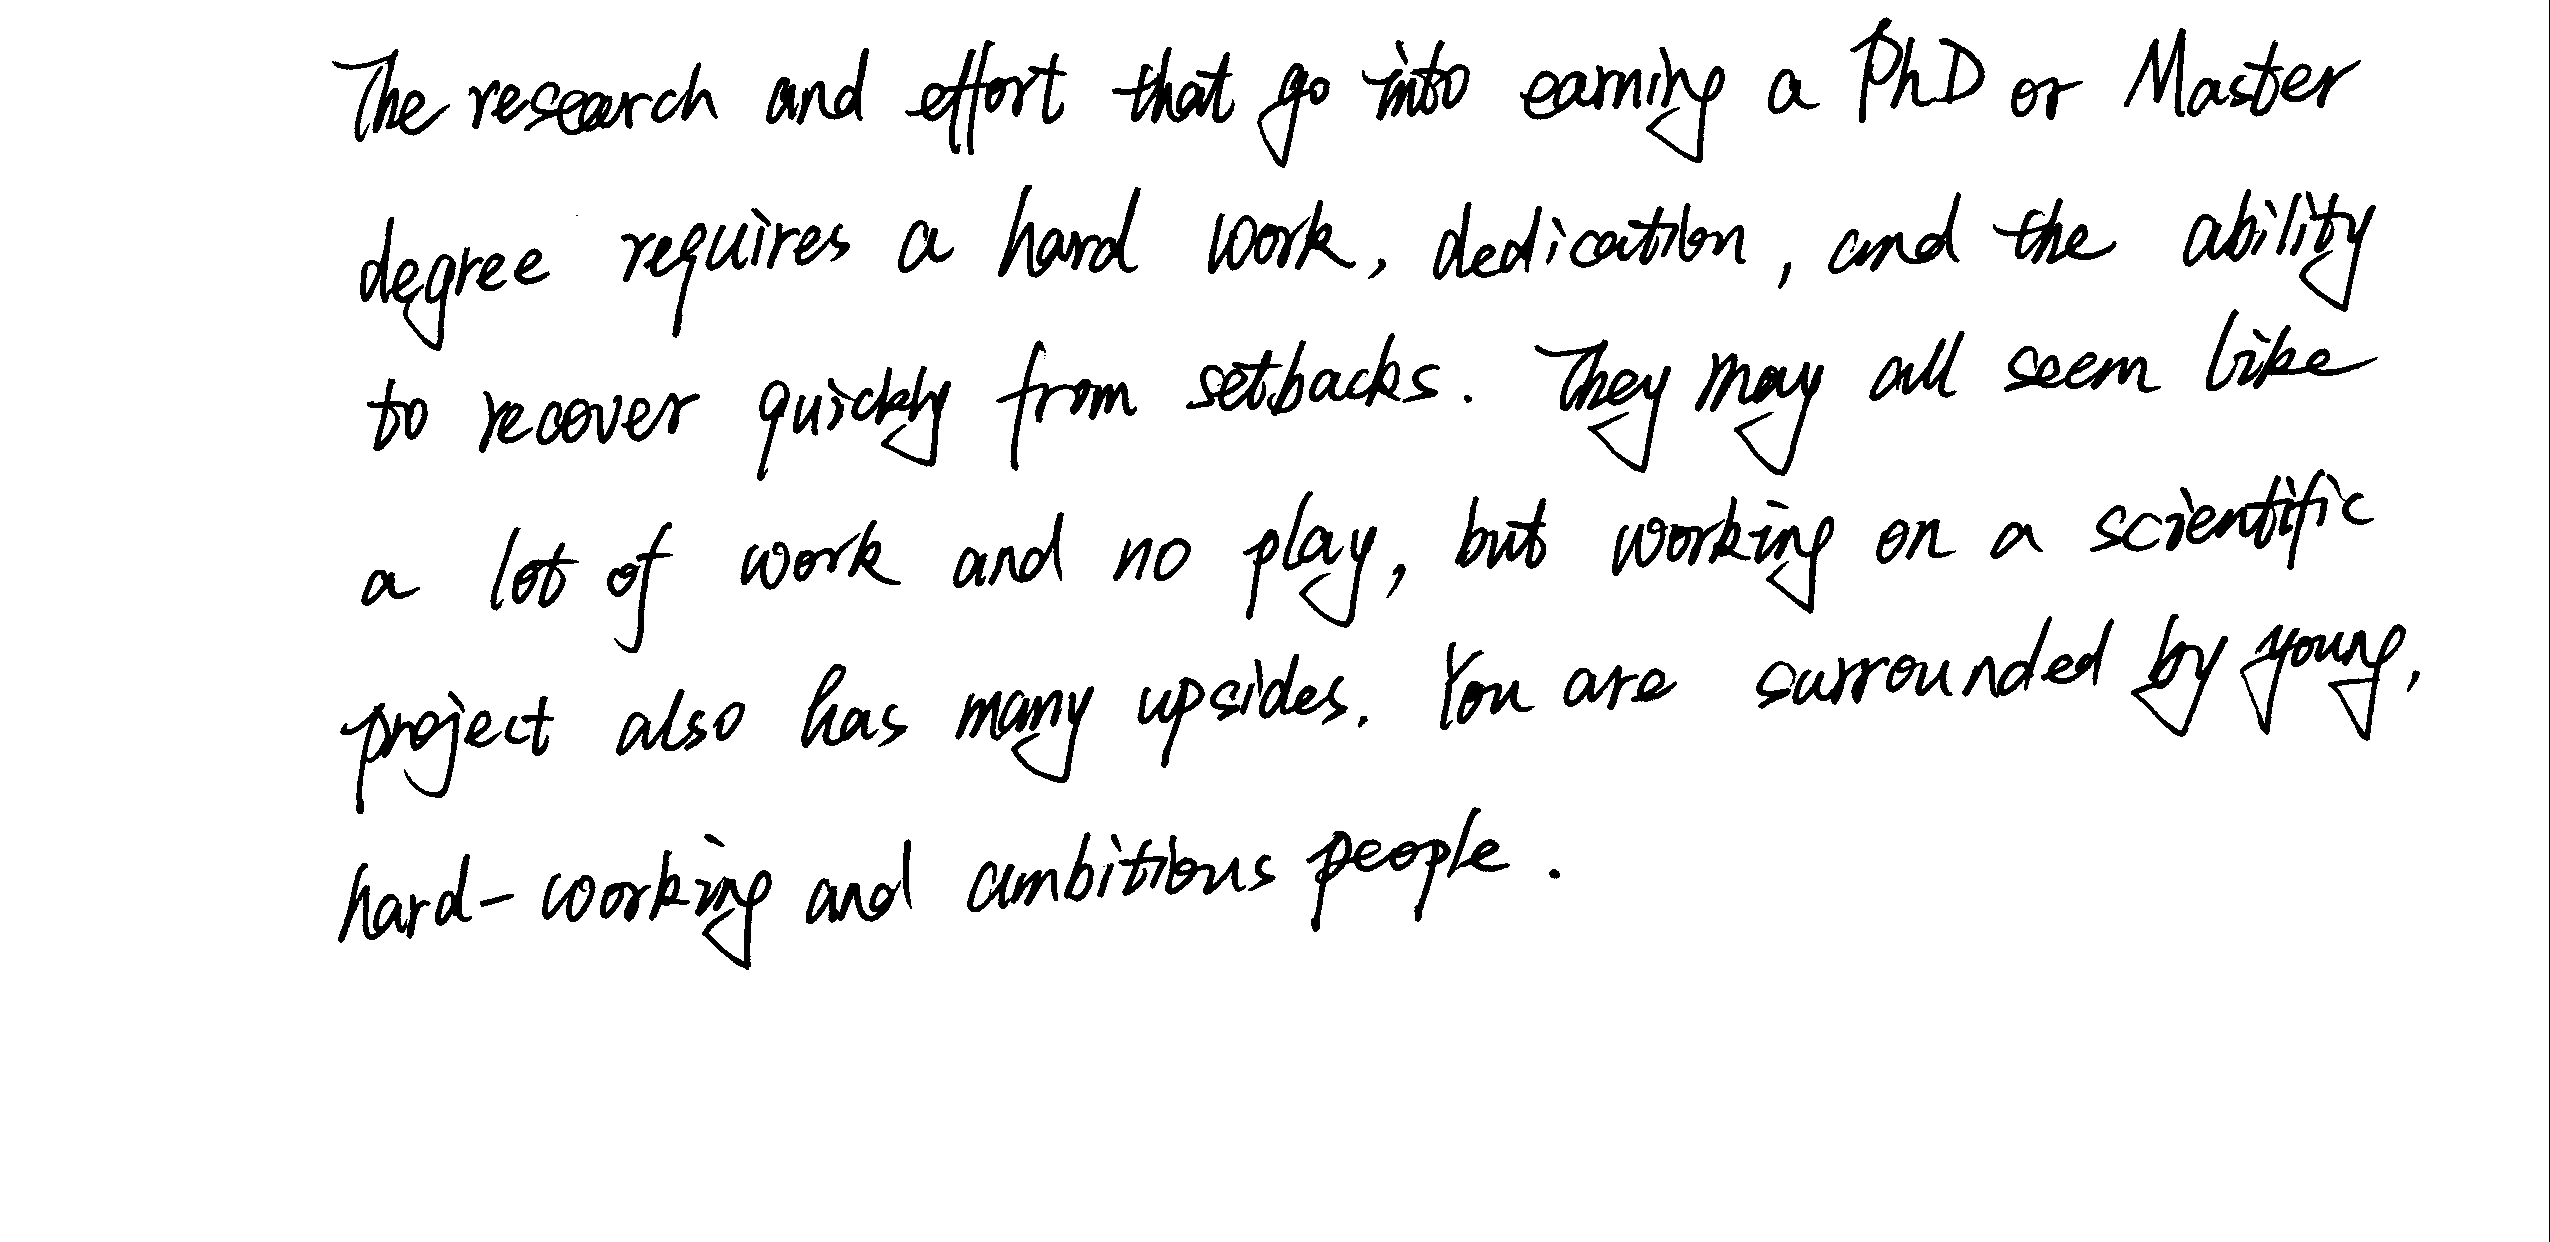 The research and effort that go into earning a PhD or Master
degree requires a hard work, dedication, and the ability
to recover quickly from setbacks. They may all seem like
a lot of work and no play, but working on a scientific
project also has many upsides. You are surrounded by young,
hard-working and ambitious people.